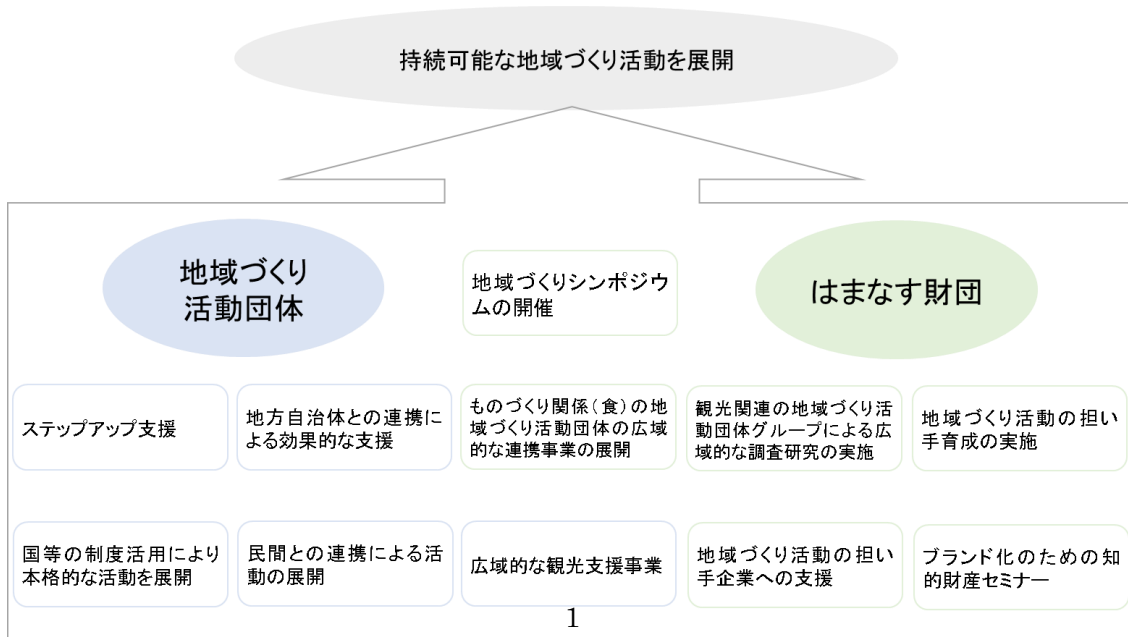 持続可能な地域づくり活動を展開
地域づくり
活動団体
地域づくりシンポジウ
ムの開催
はまなす財団
ステップアップ支援
地方自治体との連携に
よる効果的な支援
ものづくり関係(食)の地
域づくり活動団体の広域
的な連携事業の展開
観光関連の地域づくり活
動団体グループによる広
域的な調査研究の実施
地域づくり活動の担い
手育成の実施
国等の制度活用により
本格的な活動を展開
民間との連携による活
動の展開
広域的な観光支援事業
地域づくり活動の担い
手企業への支援
ブランド化のための知
的財産セミナー
1